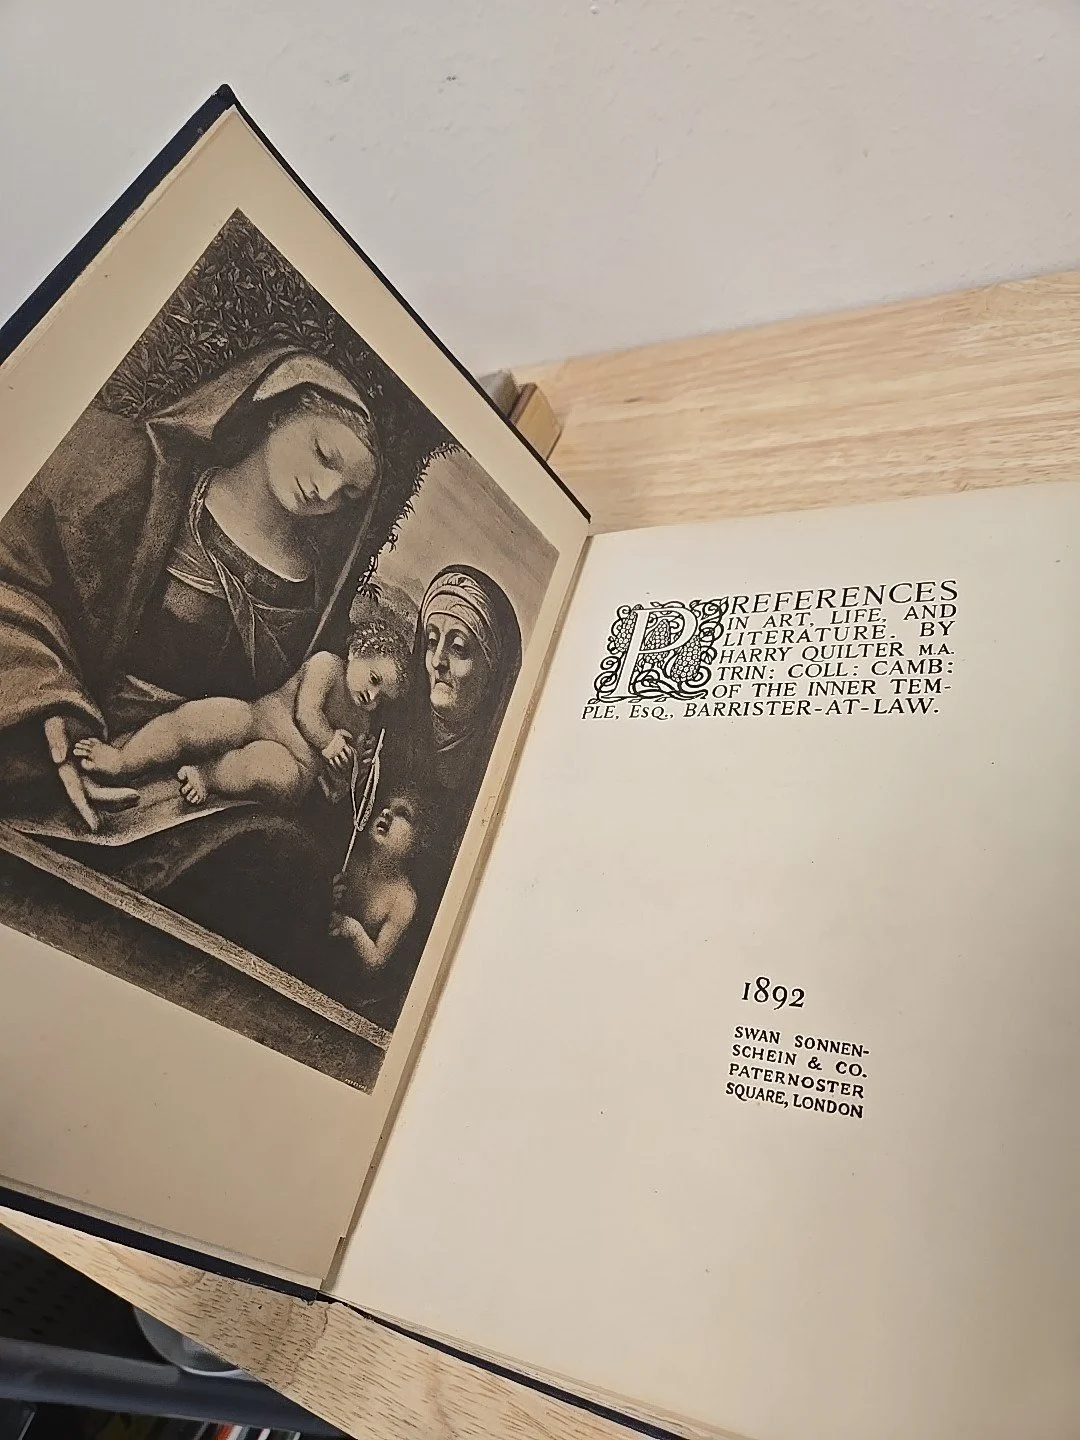 PREFERENCES
IN ART, LIFE, AND
LITERATURE. BY
HARRY QUILTER M.A.
TRIN: COLL: CAMB:
OF THE INNER TEM-
PLE, ESQ., BARRISTER-AT-LAW.
1892
SWAN SONNEN-
SCHEIN & CO.
PATERNOSTER
SQUARE, LONDON